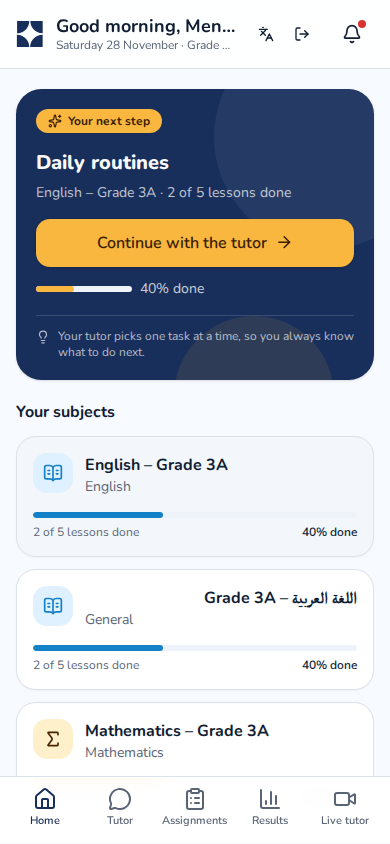 Good morning, Men...
Saturday 28 November · Grade ...
Your next step
Daily routines
English – Grade 3A · 2 of 5 lessons done
Continue with the tutor
40% done
Your tutor picks one task at a time, so you always know
what to do next.
Your subjects
English – Grade 3A
English
2 of 5 lessons done 40% done
اللغة العربية – Grade 3A
General
2 of 5 lessons done 40% done
Mathematics – Grade 3A
Mathematics
Home Tutor Assignments Results Live tutor